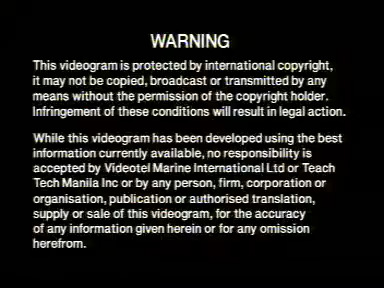 WARNING
This videogram is protected by international copyright,
it may not be copied, broadcast or transmitted by any
means without the permission of the copyright holder.
Infringement of these conditions will result in legal action.
While this videogram has been developed using the best
information currently available, no responsibility is
accepted by Videotel Marine International Ltd or Teach
Tech Manila Inc or by any person, firm, corporation or
organisation, publication or authorised translation,
supply or sale of this videogram, for the accuracy
of any information given herein or for any omission
herefrom.